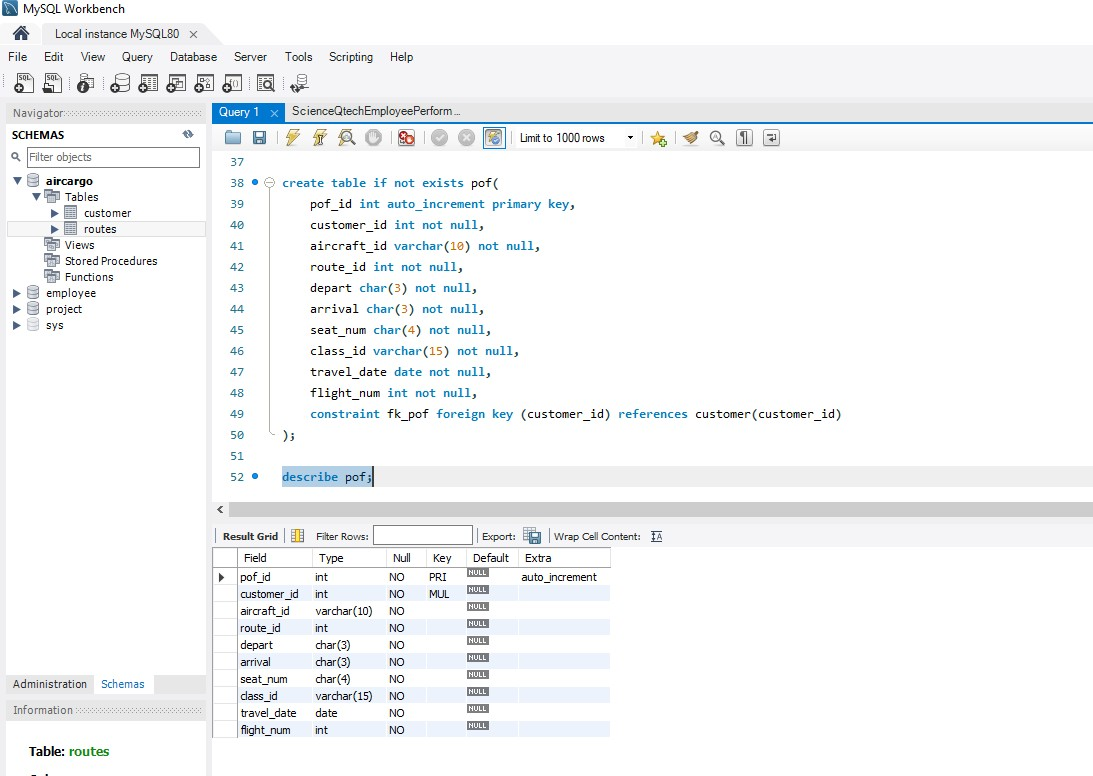 MySQL Workbench
Local instance MySQL80
File Edit View Query Database Server Tools Scripting Help
Navigator
SCHEMAS
Filter objects
aircargo
Tables
customer
routes
Views
Stored Procedures
Functions
employee
project
sys
Administration Schemas
Information
Table: routes
Query 1 ScienceQtechEmployeePerform...
Limit to 1000 rows
37
38 create table if not exists pof(
39 pof_id int auto_increment primary key,
40 customer_id int not null,
41 aircraft_id varchar(10) not null,
42 route_id int not null,
43 depart char(3) not null,
44 arrival char(3) not null,
45 seat_num char(4) not null,
46 class_id varchar(15) not null,
47 travel_date date not null,
48 flight_num int not null,
49 constraint fk_pof foreign key (customer_id) references customer(customer_id)
50 );
51
52 describe pof;
Result Grid Filter Rows: Export: Wrap Cell Content:
Field Type Null Key Default Extra
pof_id int NO PRI NULL auto_increment
customer_id int NO MUL NULL
aircraft_id varchar(10) NO NULL
route_id int NO NULL
depart char(3) NO NULL
arrival char(3) NO NULL
seat_num char(4) NO NULL
class_id varchar(15) NO NULL
travel_date date NO NULL
flight_num int NO NULL